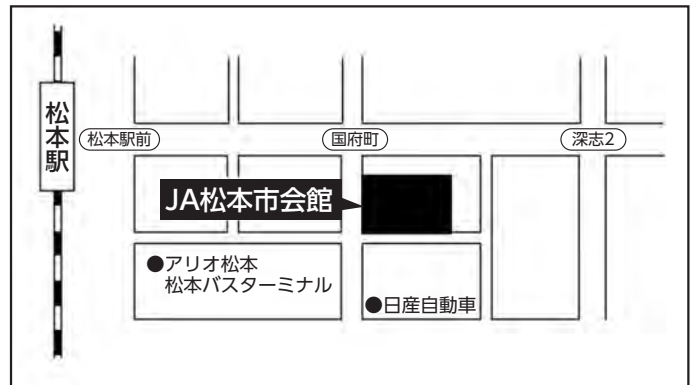 松本駅
松本駅前
国府町
深志2
JA松本市会館
●アリオ松本
松本バスターミナル
●日産自動車